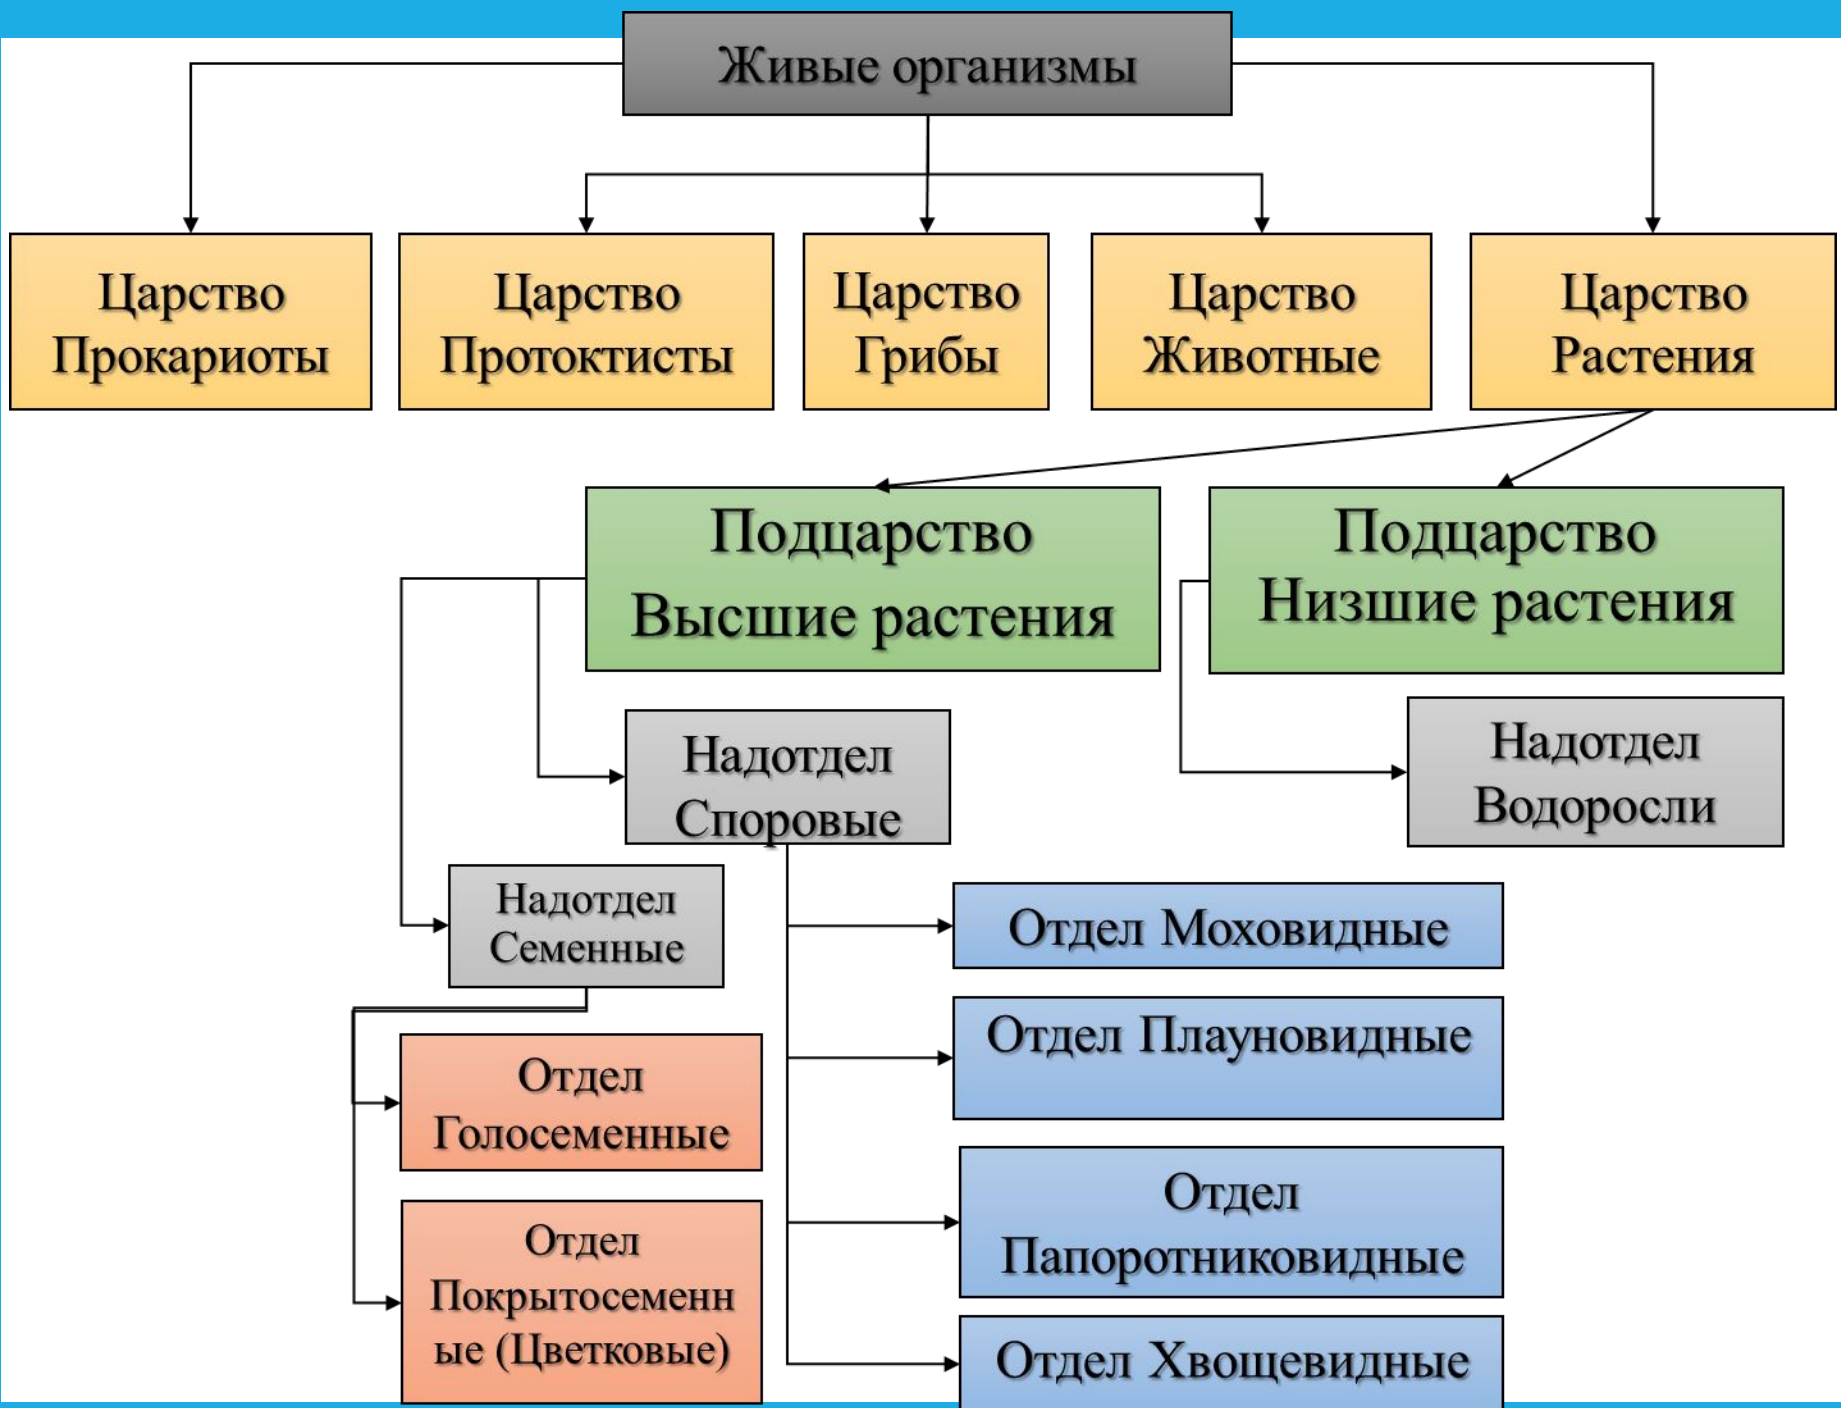 Живые организмы
Царство
Прокариоты
Царство
Протоктисты
Царство
Грибы
Царство
Животные
Царство
Растения
Подцарство
Высшие растения
Подцарство
Низшие растения
Надотдел
Споровые
Надотдел
Водоросли
Надотдел
Семенные
Отдел Моховидные
Отдел Плауновидные
Отдел
Голосеменные
Отдел
Папоротниковидные
Отдел
Покрытосеменн
ые (Цветковые)
Отдел Хвощевидные